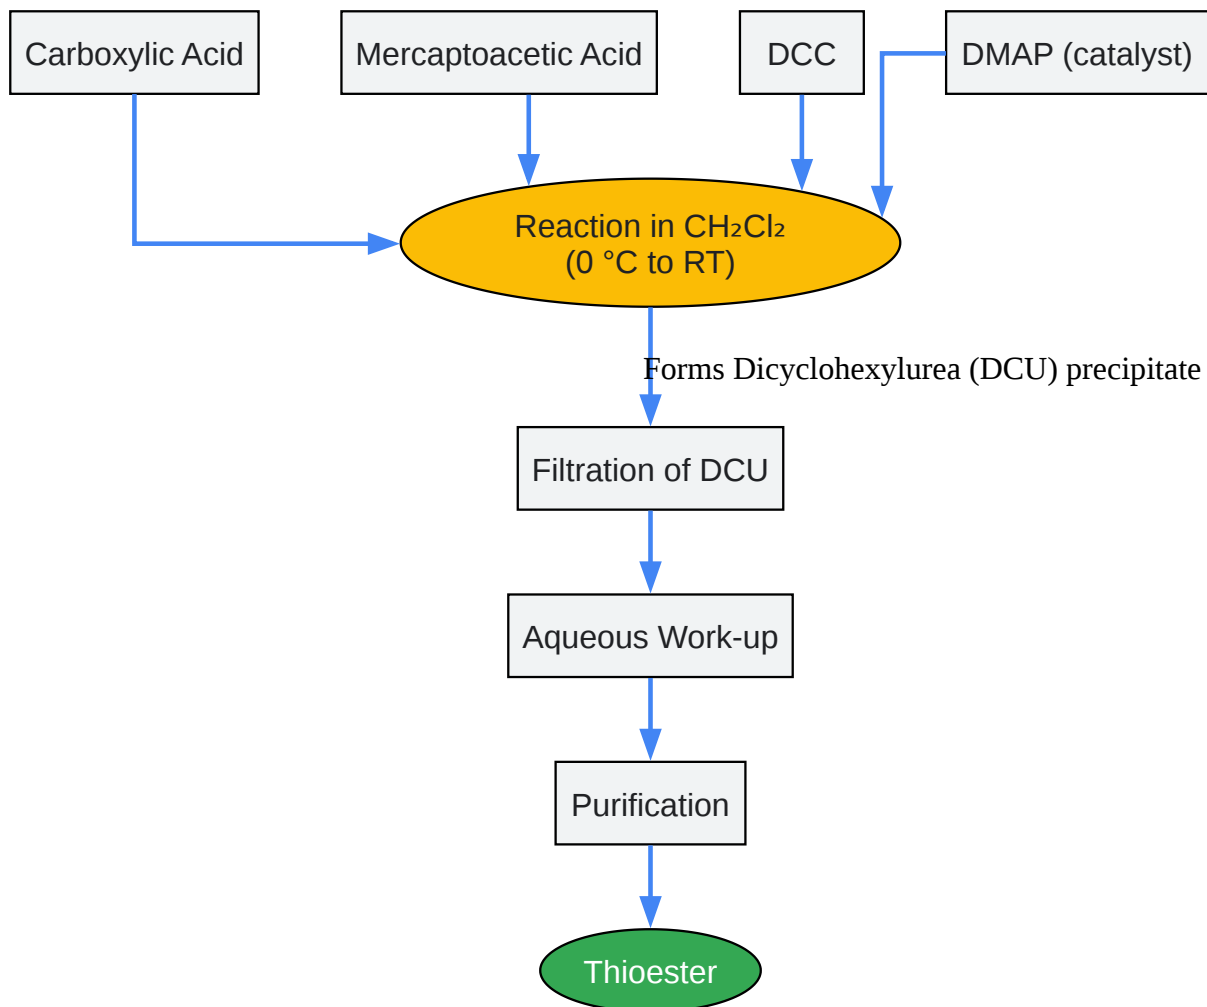 Carboxylic Acid
Mercaptoacetic Acid
DCC
DMAP (catalyst)
Reaction in CH₂Cl₂
(0 °C to RT)
Forms Dicyclohexylurea (DCU) precipitate
Filtration of DCU
Aqueous Work-up
Purification
Thioester